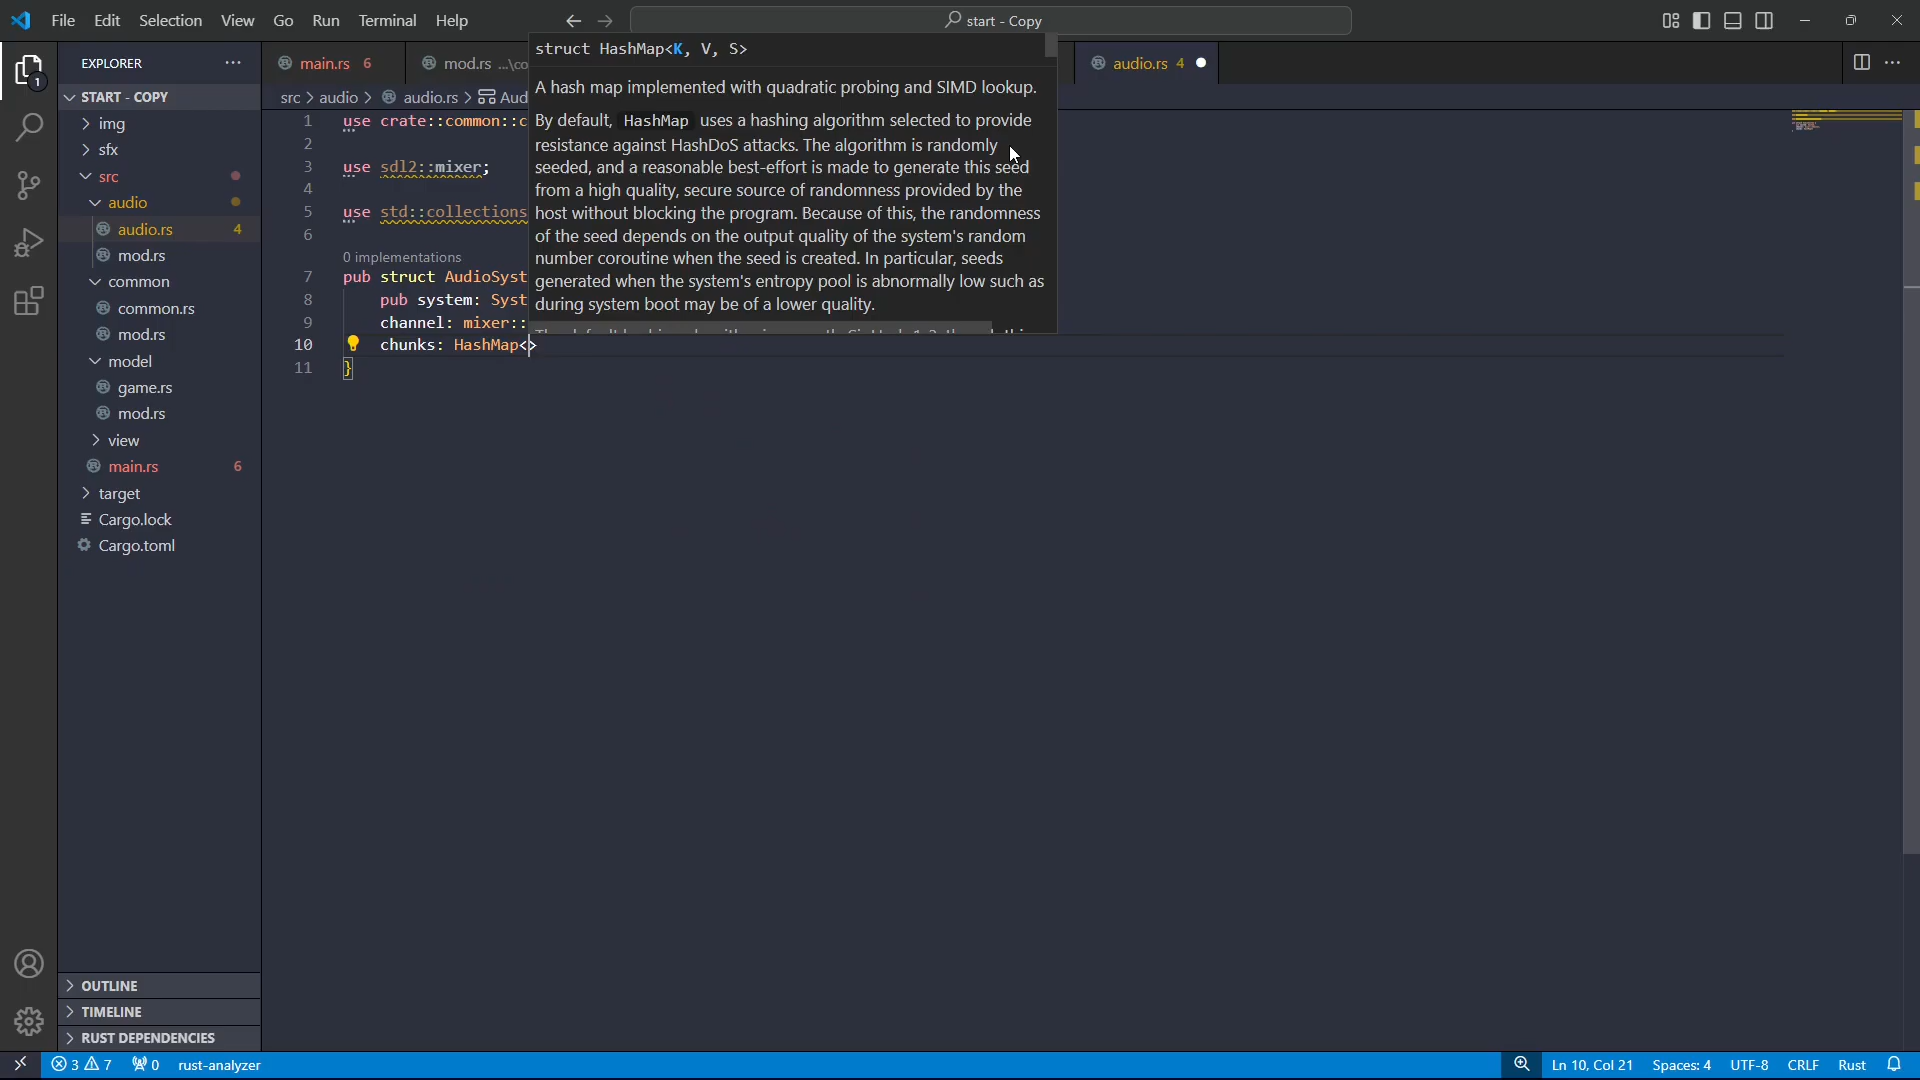 File Edit Selection View Go Run Terminal Help
start - Copy
EXPLORER
main.rs 6
mod.rs ...\co
audio.rs 4
START - COPY
src > audio > audio.rs > Aud
1
img
sfx
src
audio
audio.rs 4
mod.rs
common
common.rs
mod.rs
model
game.rs
mod.rs
view
main.rs 6
target
Cargo.lock
Cargo.toml
OUTLINE
TIMELINE
RUST DEPENDENCIES
1 use crate::common::c
2
3 use sdl2::mixer;
4
5 use std::collections
6
0 implementations
7 pub struct AudioSyst
8 pub system: Syst
9 channel: mixer::
10 chunks: HashMap<>
11 }
struct HashMap<K, V, S>
A hash map implemented with quadratic probing and SIMD lookup.
By default, HashMap uses a hashing algorithm selected to provide
resistance against HashDoS attacks. The algorithm is randomly
seeded, and a reasonable best-effort is made to generate this seed
from a high quality, secure source of randomness provided by the
host without blocking the program. Because of this, the randomness
of the seed depends on the output quality of the system's random
number coroutine when the seed is created. In particular, seeds
generated when the system's entropy pool is abnormally low such as
during system boot may be of a lower quality.
3 7 0 rust-analyzer
Ln 10, Col 21 Spaces: 4 UTF-8 CRLF Rust